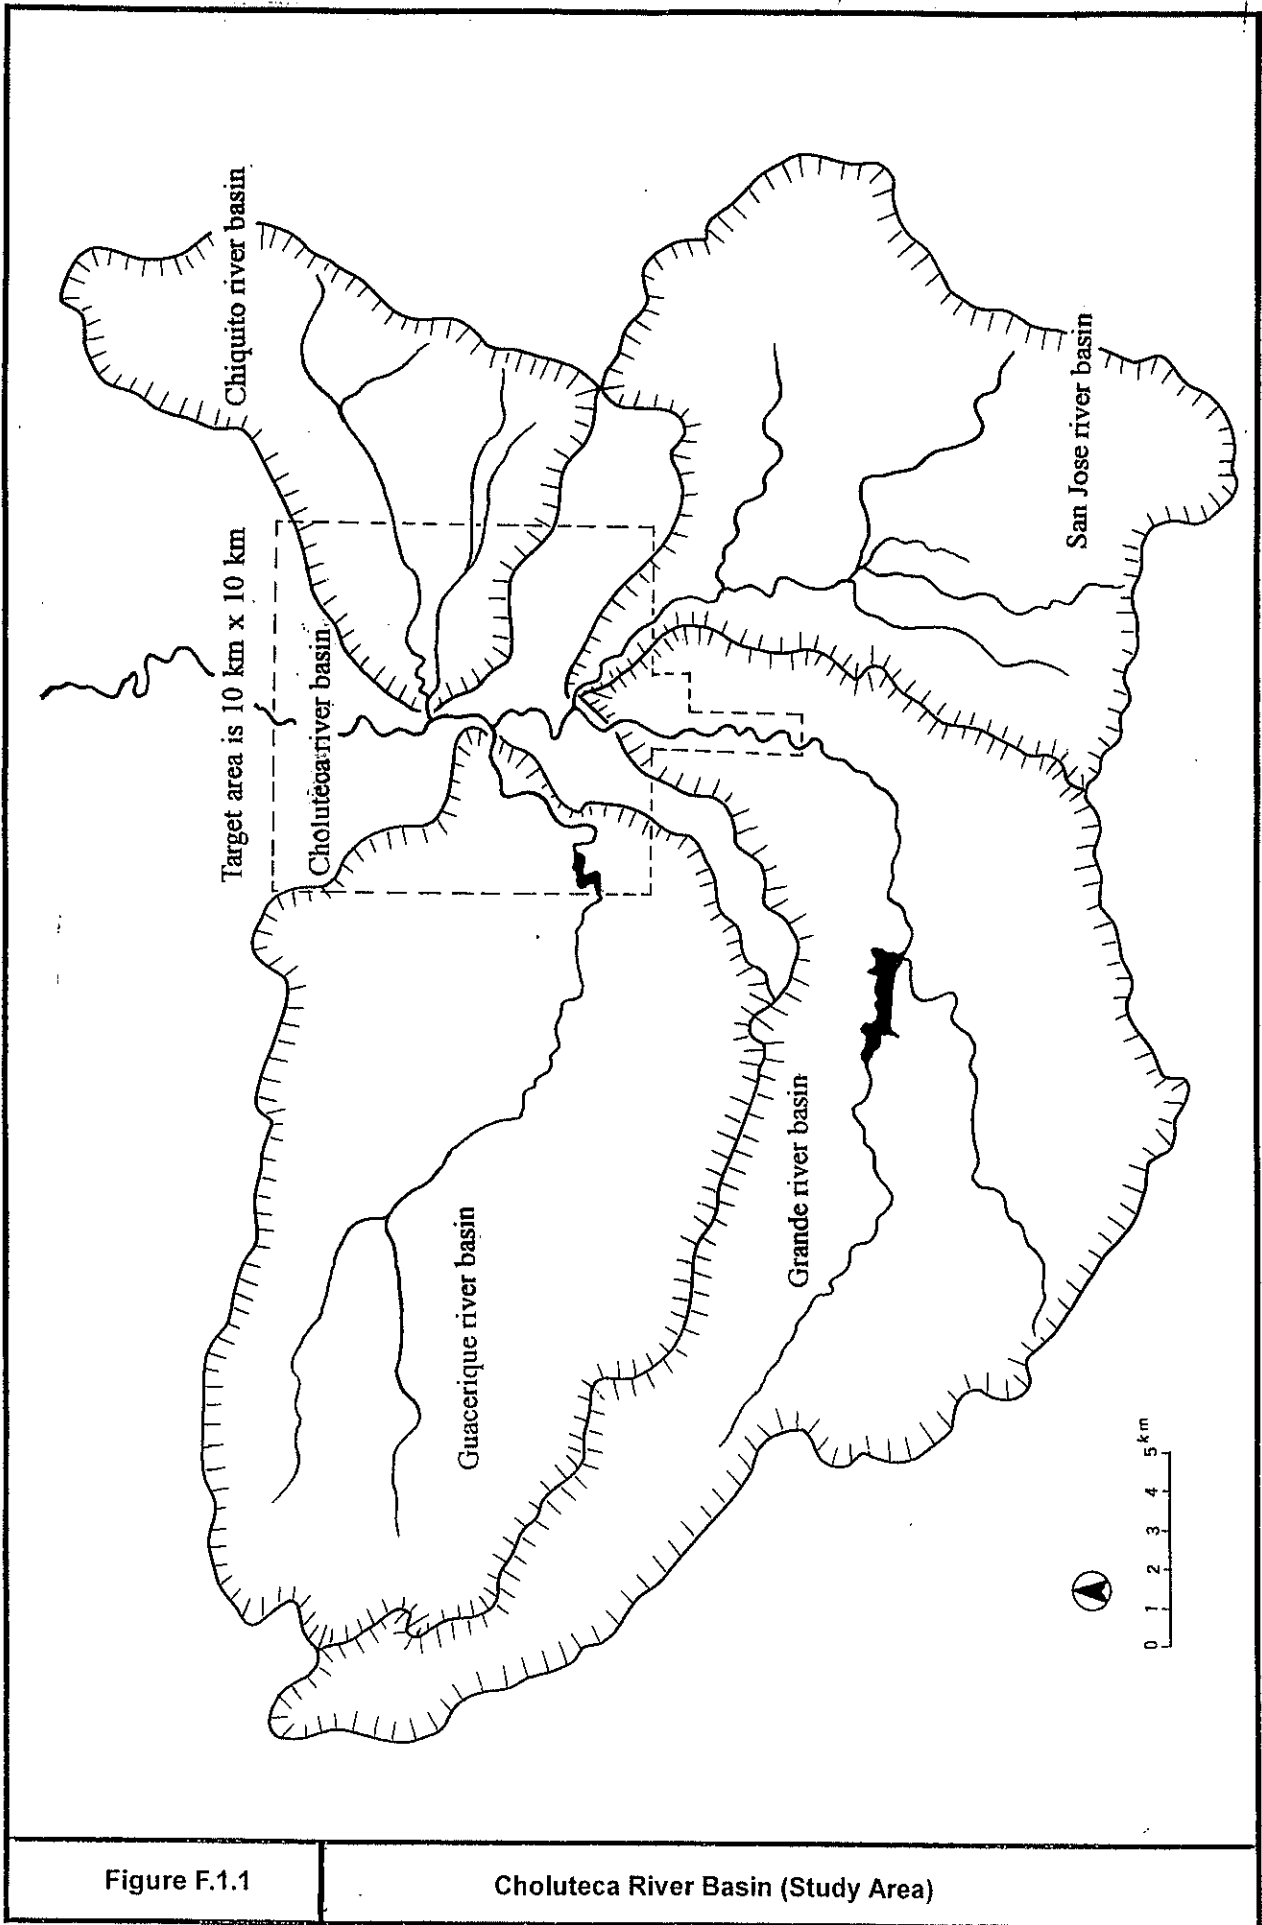 Chiquito river basin
Target area is 10 km x 10 km
Choluteca river basin
San Jose river basin
Guacerique river basin
Grande river basin
0 1 2 3 4 5 km
Figure F.1.1
Choluteca River Basin (Study Area)